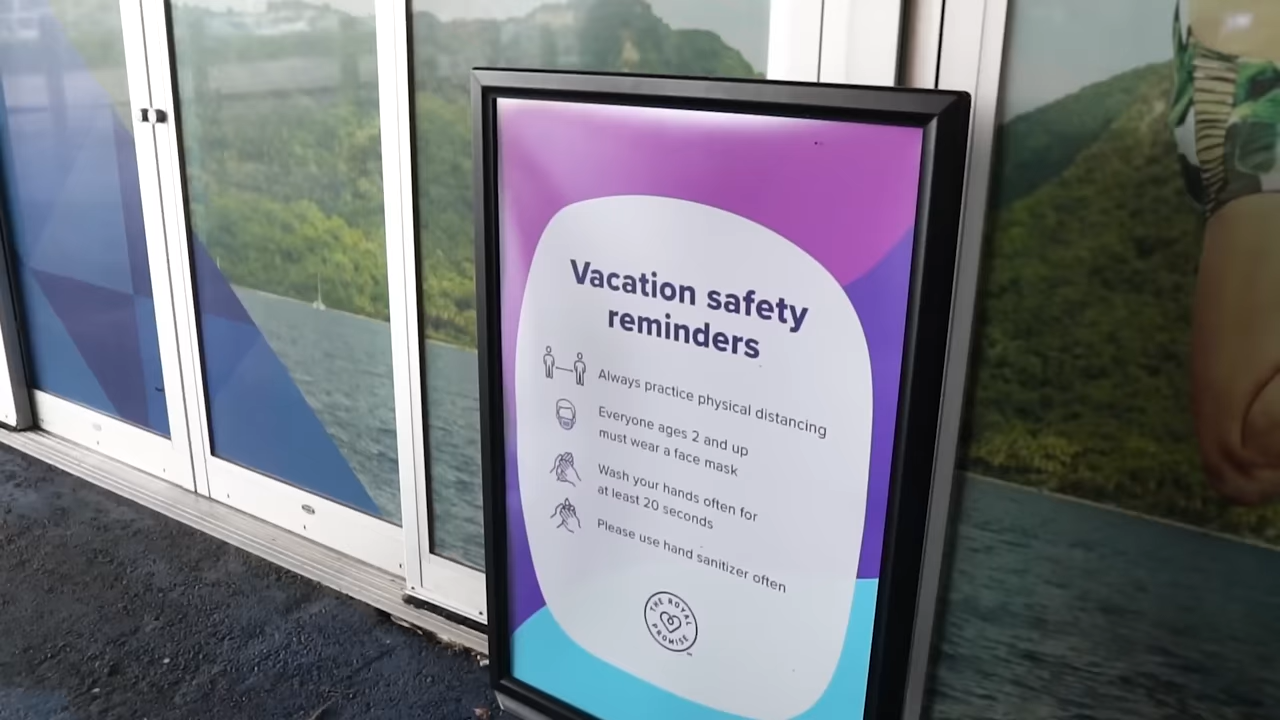 Vacation safety
reminders
Always practice physical distancing
Everyone ages 2 and up
must wear a face mask
Wash your hands often for
at least 20 seconds
Please use hand sanitizer often
THE ROYAL
PROMISE